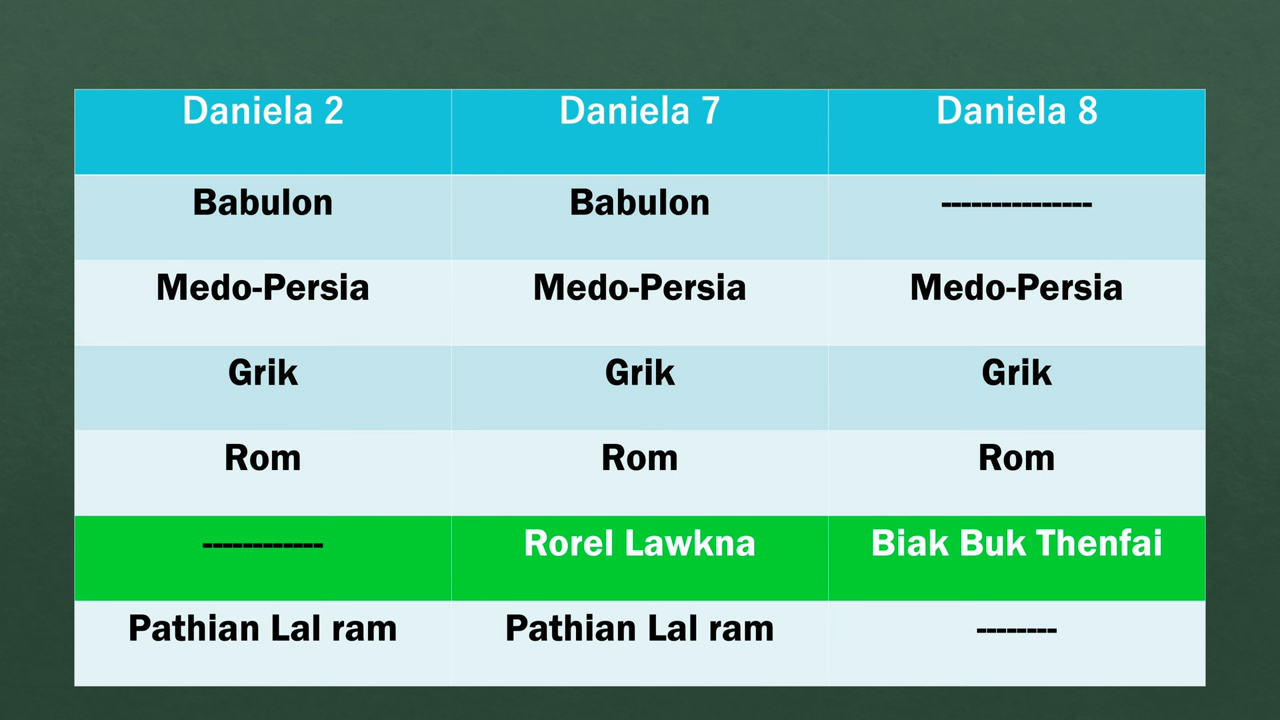 Daniela 2 Daniela 7 Daniela 8
Babulon Babulon ---------------
Medo-Persia Medo-Persia Medo-Persia
Grik Grik Grik
Rom Rom Rom
------------ Rorel Lawkna Biak Buk Thenfai
Pathian Lal ram Pathian Lal ram --------